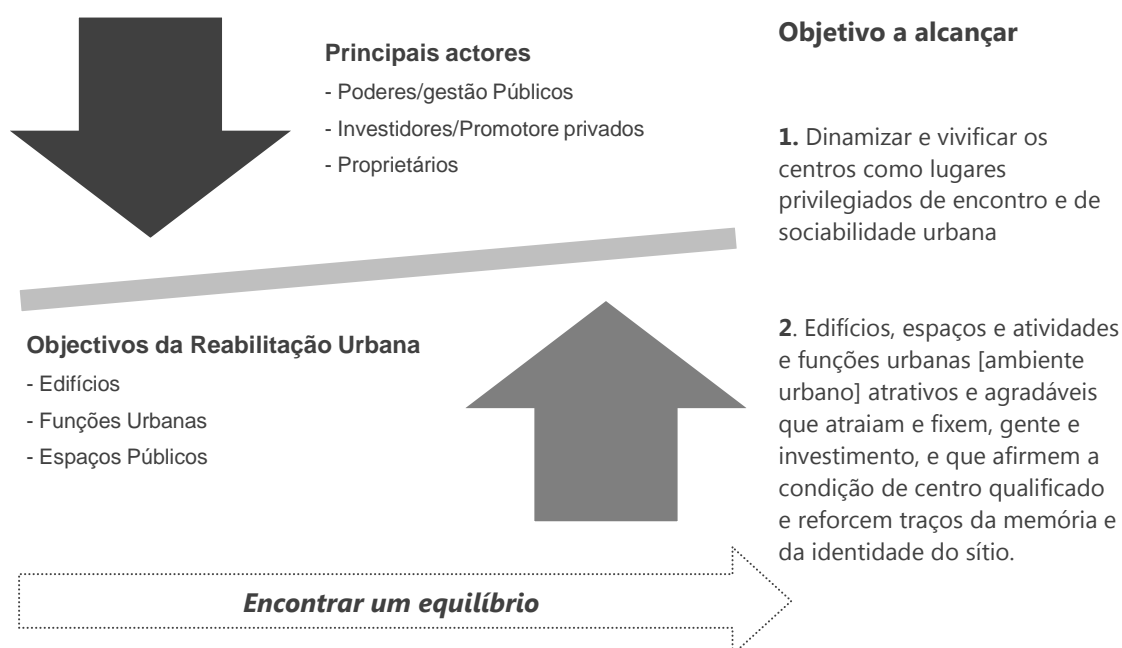 Principais actores
- Poderes/gestão Públicos
- Investidores/Promotore privados
- Proprietários
Objectivos da Reabilitação Urbana
- Edifícios
- Funções Urbanas
- Espaços Públicos
Encontrar um equilíbrio
Objetivo a alcançar
1. Dinamizar e vivificar os
centros como lugares
privilegiados de encontro e de
sociabilidade urbana
2. Edifícios, espaços e atividades
e funções urbanas [ambiente
urbano] atrativos e agradáveis
que atraiam e fixem, gente e
investimento, e que afirmem a
condição de centro qualificado
e reforcem traços da memória e
da identidade do sítio.